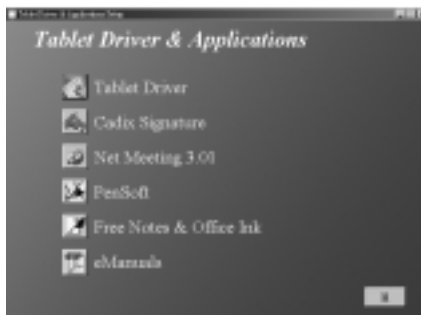 Tablet Driver & Applications
Tablet Driver
Cadix Signature
Net Meeting 3.01
PenSoft
Free Notes & Office Ink
eManuals